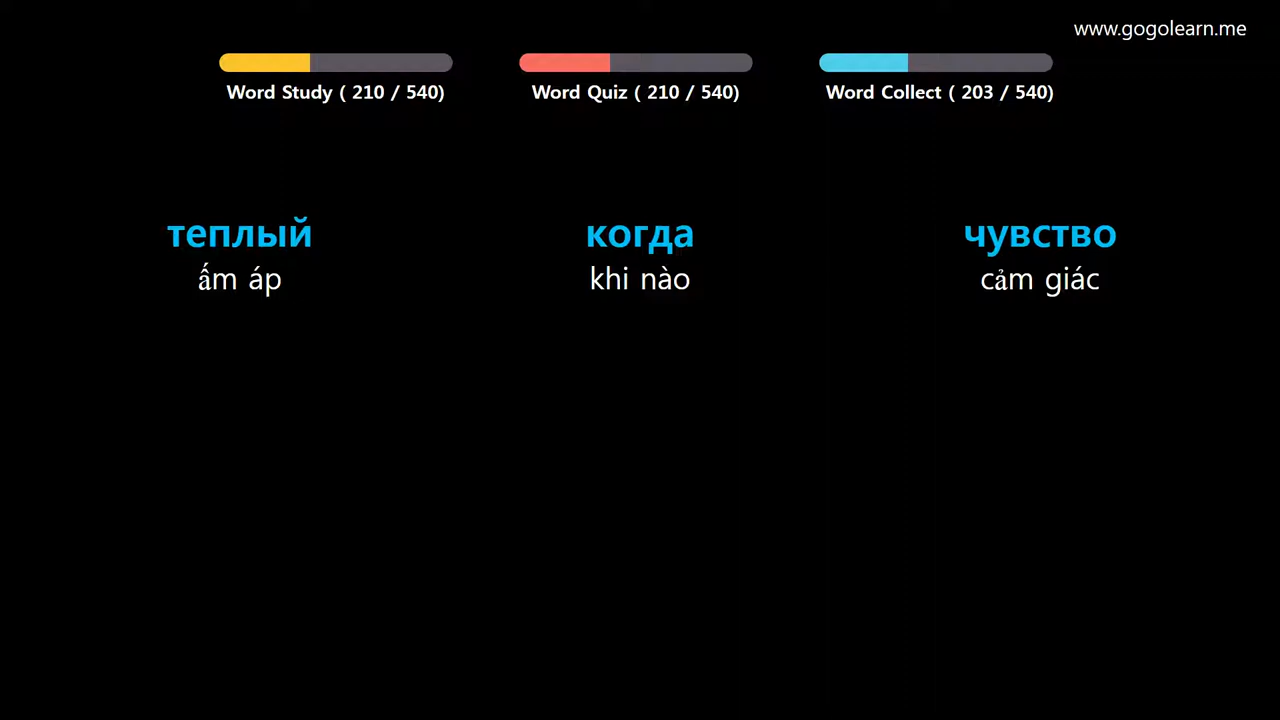 www.gogolearn.me
Word Study ( 210 / 540)
Word Quiz ( 210 / 540)
Word Collect ( 203 / 540)
теплый
ấm áp
когда
khi nào
чувство
cảm giác